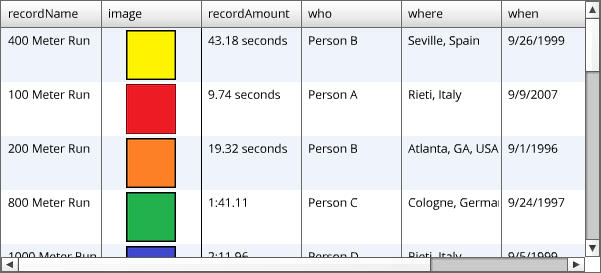 recordName image recordAmount who where when
400 Meter Run 43.18 seconds Person B Seville, Spain 9/26/1999
100 Meter Run 9.74 seconds Person A Rieti, Italy 9/9/2007
200 Meter Run 19.32 seconds Person B Atlanta, GA, USA 9/1/1996
800 Meter Run 1:41.11 Person C Cologne, Germa 9/24/1997
1000 Meter Run 2:11.96 Person D Rieti, Italy 9/5/1999